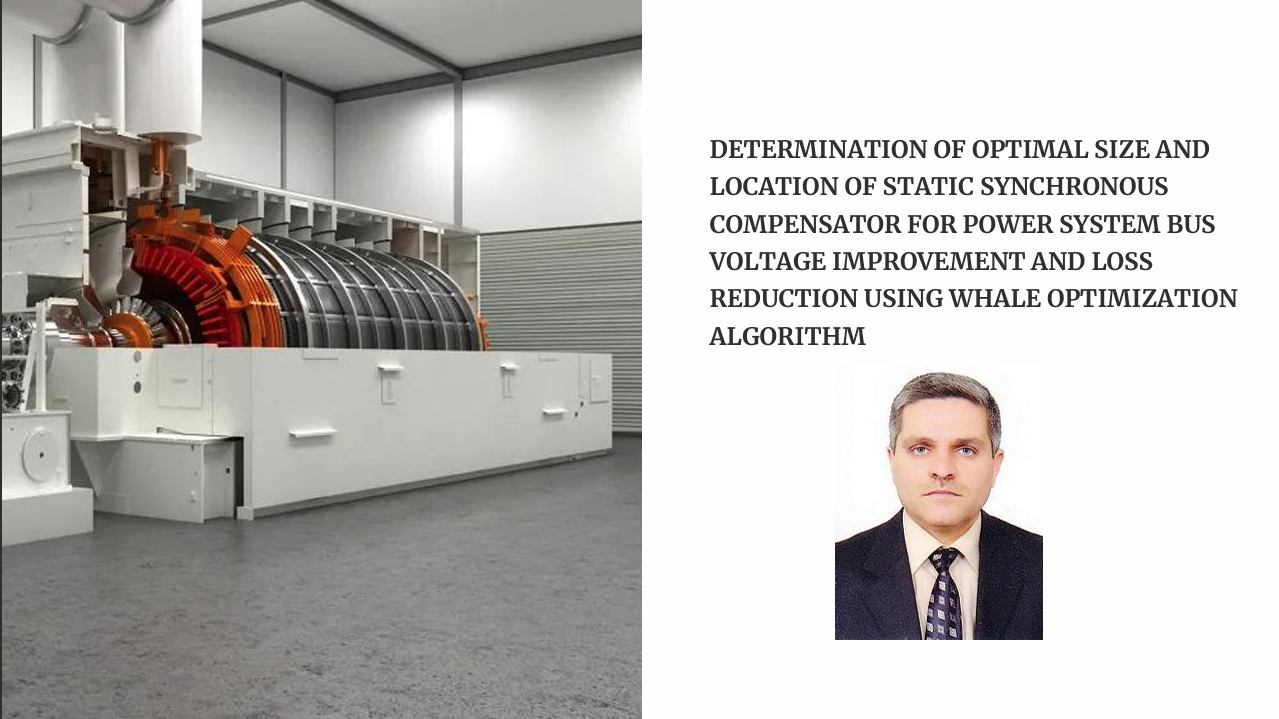 DETERMINATION OF OPTIMAL SIZE AND
LOCATION OF STATIC SYNCHRONOUS
COMPENSATOR FOR POWER SYSTEM BUS
VOLTAGE IMPROVEMENT AND LOSS
REDUCTION USING WHALE OPTIMIZATION
ALGORITHM